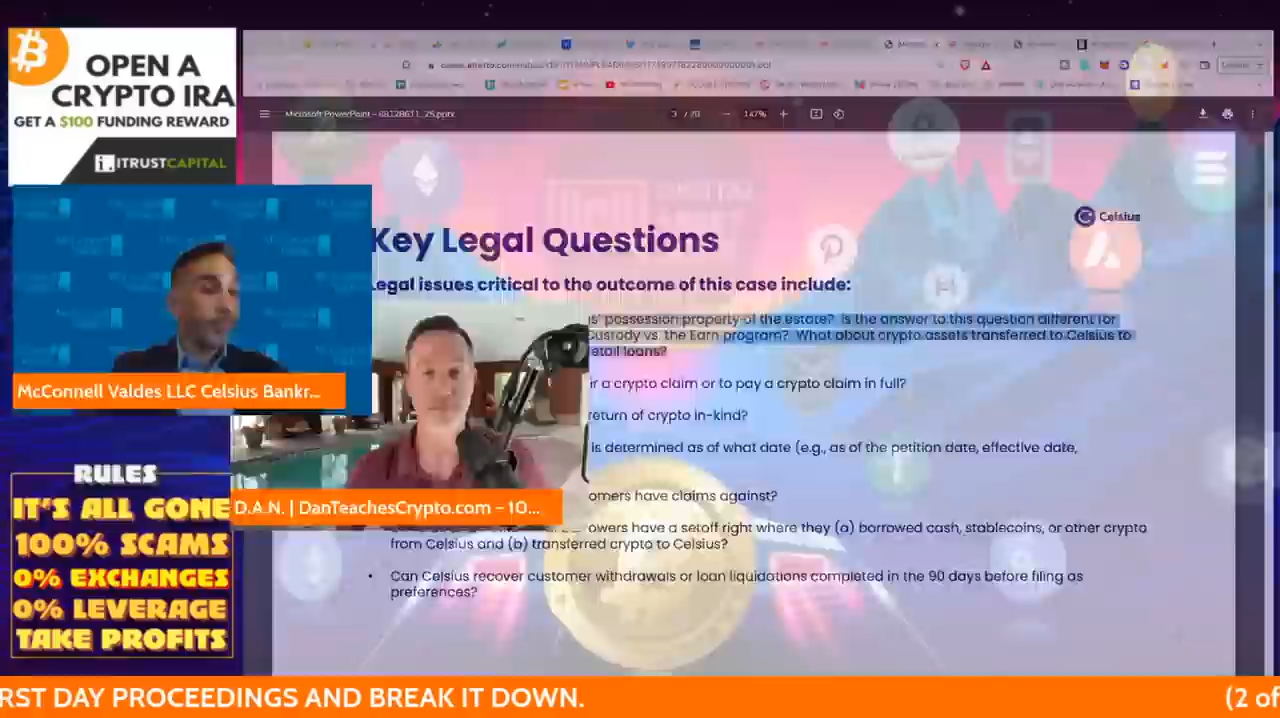 OPEN A
CRYPTO IRA
GET A $100 FUNDING REWARD
iTRUSTCAPITAL
Microsoft PowerPoint -
147%
Celsius
Key Legal Questions
Legal issues critical to the outcome of this case include:
possession property of the estate? Is the answer to this question different for
Custody vs. the Earn program? What about crypto assets transferred to Celsius to
loans?
a crypto claim or to pay a crypto claim in full?
return of crypto in-kind?
is determined as of what date (e.g., as of the petition date, effective date,
have claims against?
have a setoff right where they (a) borrowed cash, stablecoins, or other crypto
from Celsius and (b) transferred crypto to Celsius?
• Can Celsius recover customer withdrawals or loan liquidations completed in the 90 days before filing as
preferences?
McConnell Valdes LLC Celsius Bankr...
D.A.N. | DanTeachesCrypto.com - 10...
RULES
IT'S ALL GONE
100% SCAMS
0% EXCHANGES
0% LEVERAGE
TAKE PROFITS
RST DAY PROCEEDINGS AND BREAK IT DOWN.
(2 of